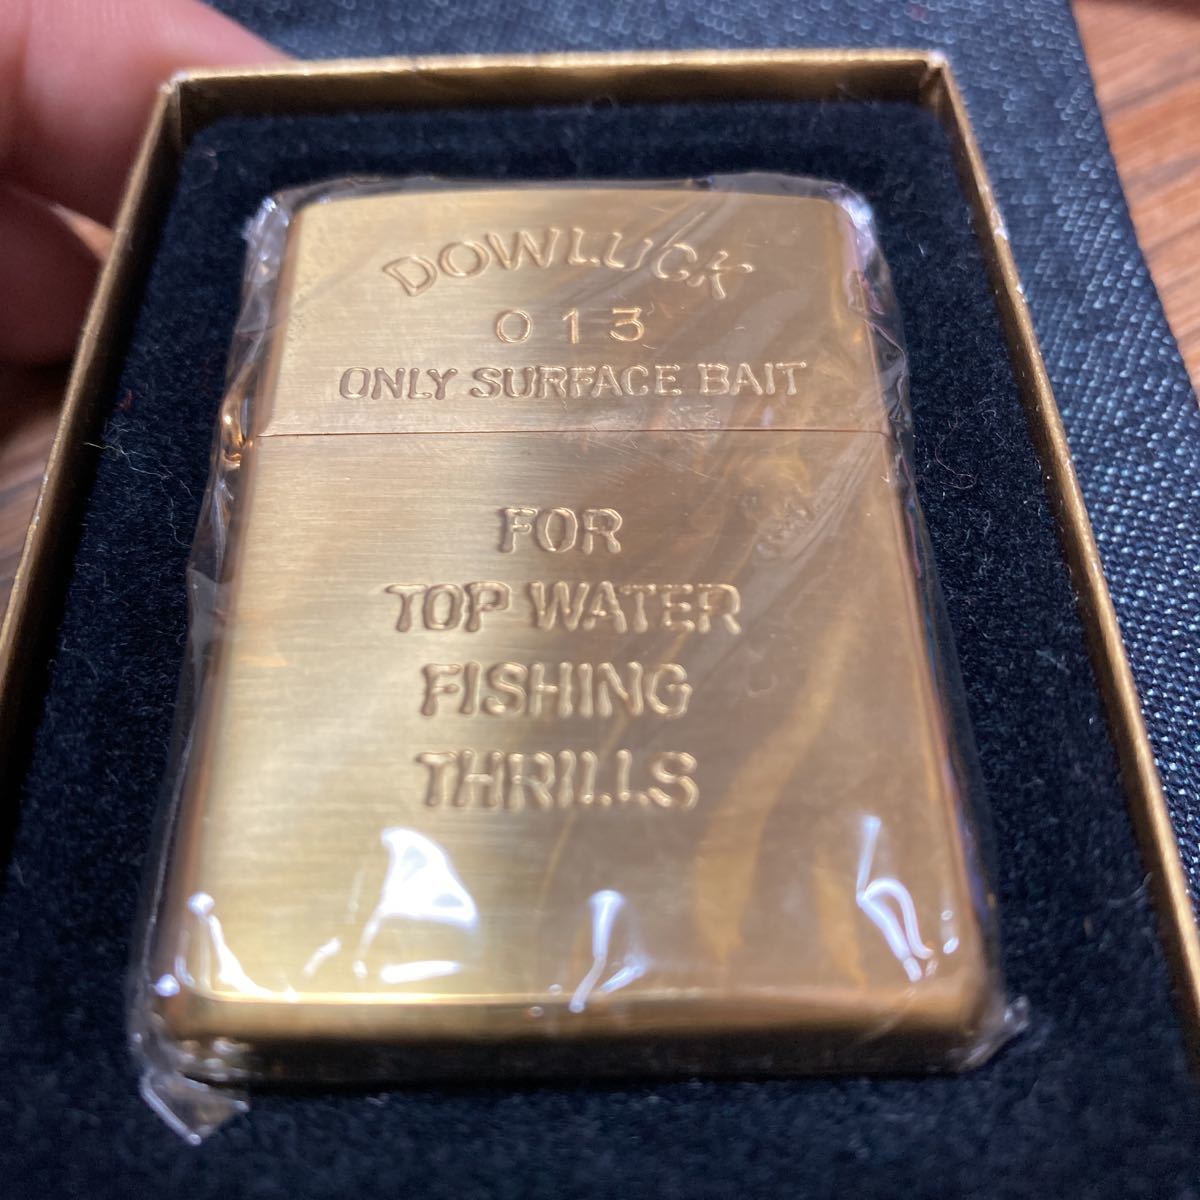 DOWLUCK
013
ONLY SURFACE BAIT
FOR
TOP WATER
FISHING
THRILLS